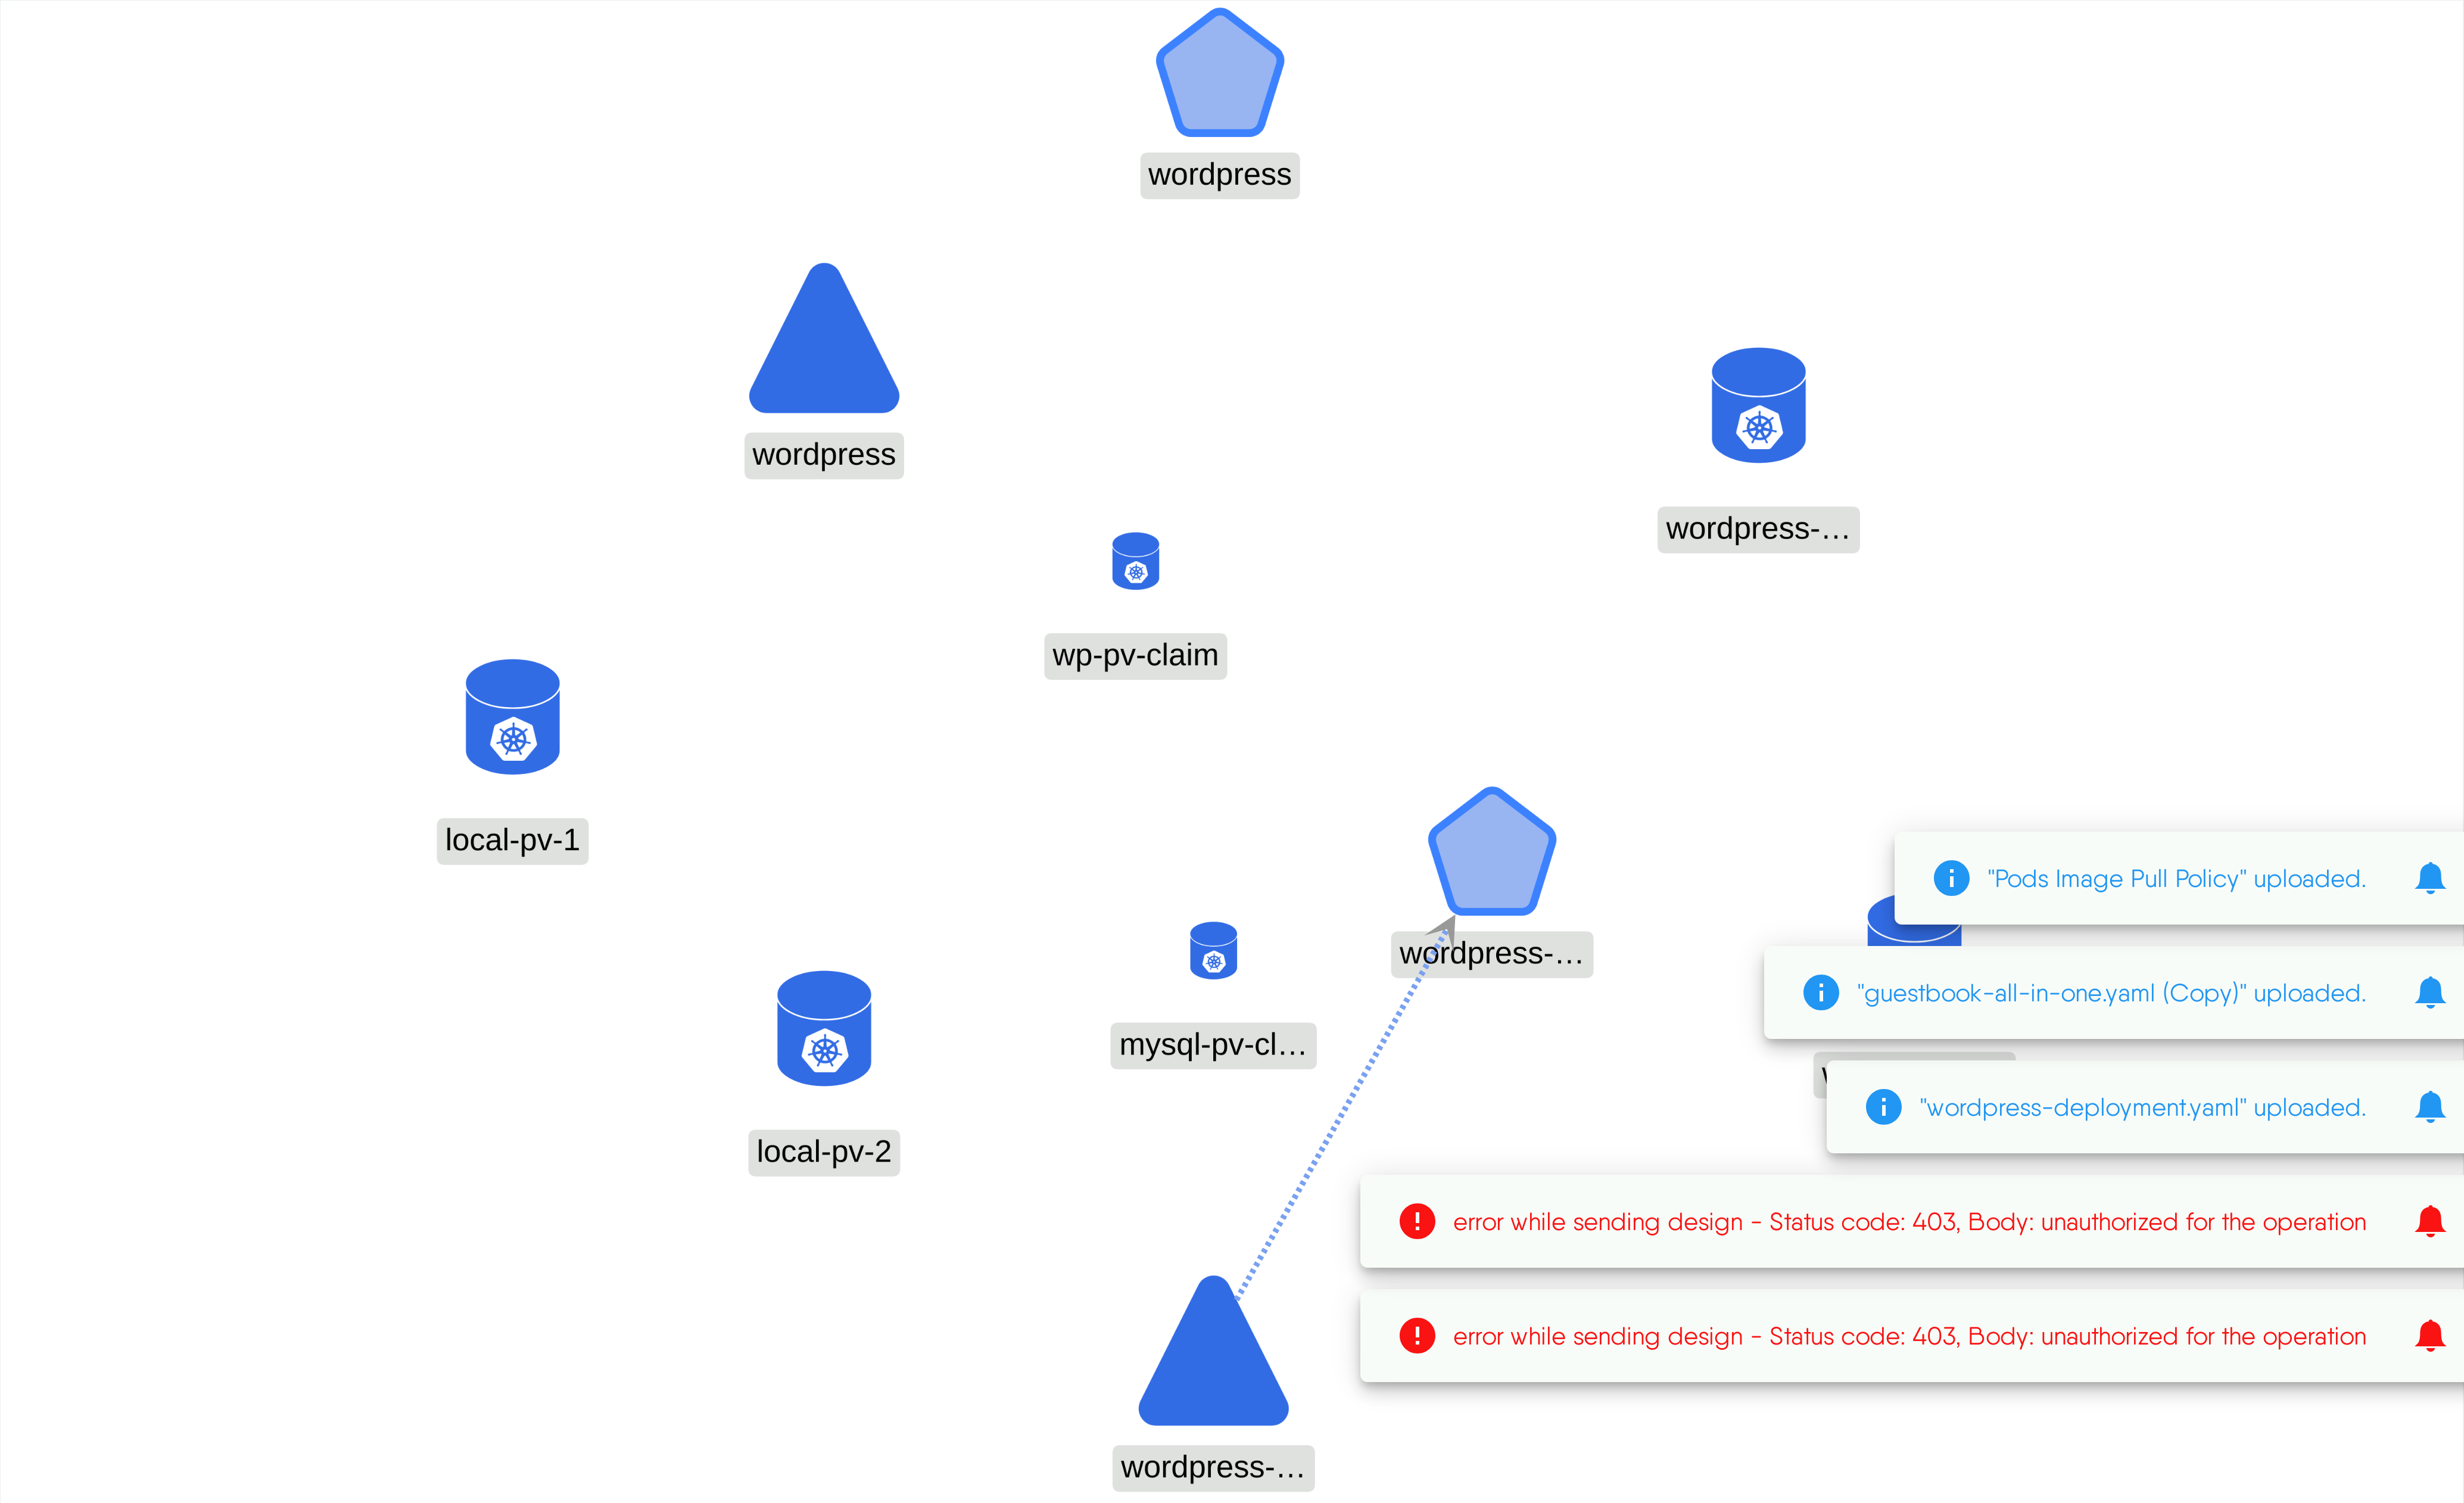 wordpress
wordpress
wordpress-…
wp-pv-claim
local-pv-1
wordpress-…
mysql-pv-cl…
local-pv-2
wordpress-…
"Pods Image Pull Policy" uploaded.
"guestbook-all-in-one.yaml (Copy)" uploaded.
"wordpress-deployment.yaml" uploaded.
error while sending design - Status code: 403, Body: unauthorized for the operation
error while sending design - Status code: 403, Body: unauthorized for the operation